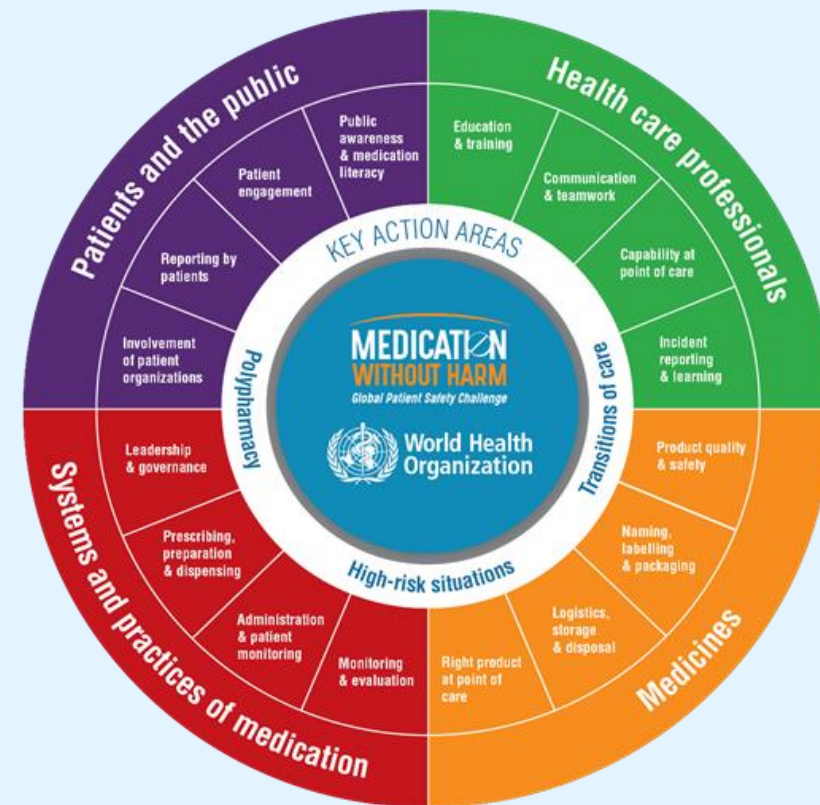 Patients and the public
Public
awareness
& medication
literacy
Patient
engagement
Reporting by
patients
Involvement
of patient
organizations
Health care professionals
Education
& training
Communication
& teamwork
Capability at
point of care
Incident
reporting
& learning
Medicines
Product quality
& safety
Naming,
labelling
& packaging
Logistics,
storage
& disposal
Right product
at point of
care
Systems and practices of medication
Leadership
& governance
Prescribing,
preparation
& dispensing
Administration
& patient
monitoring
Monitoring
& evaluation
KEY ACTION AREAS
Polypharmacy
Transitions of care
High-risk situations
MEDICATION
WITHOUT HARM
Global Patient Safety Challenge
World Health
Organization